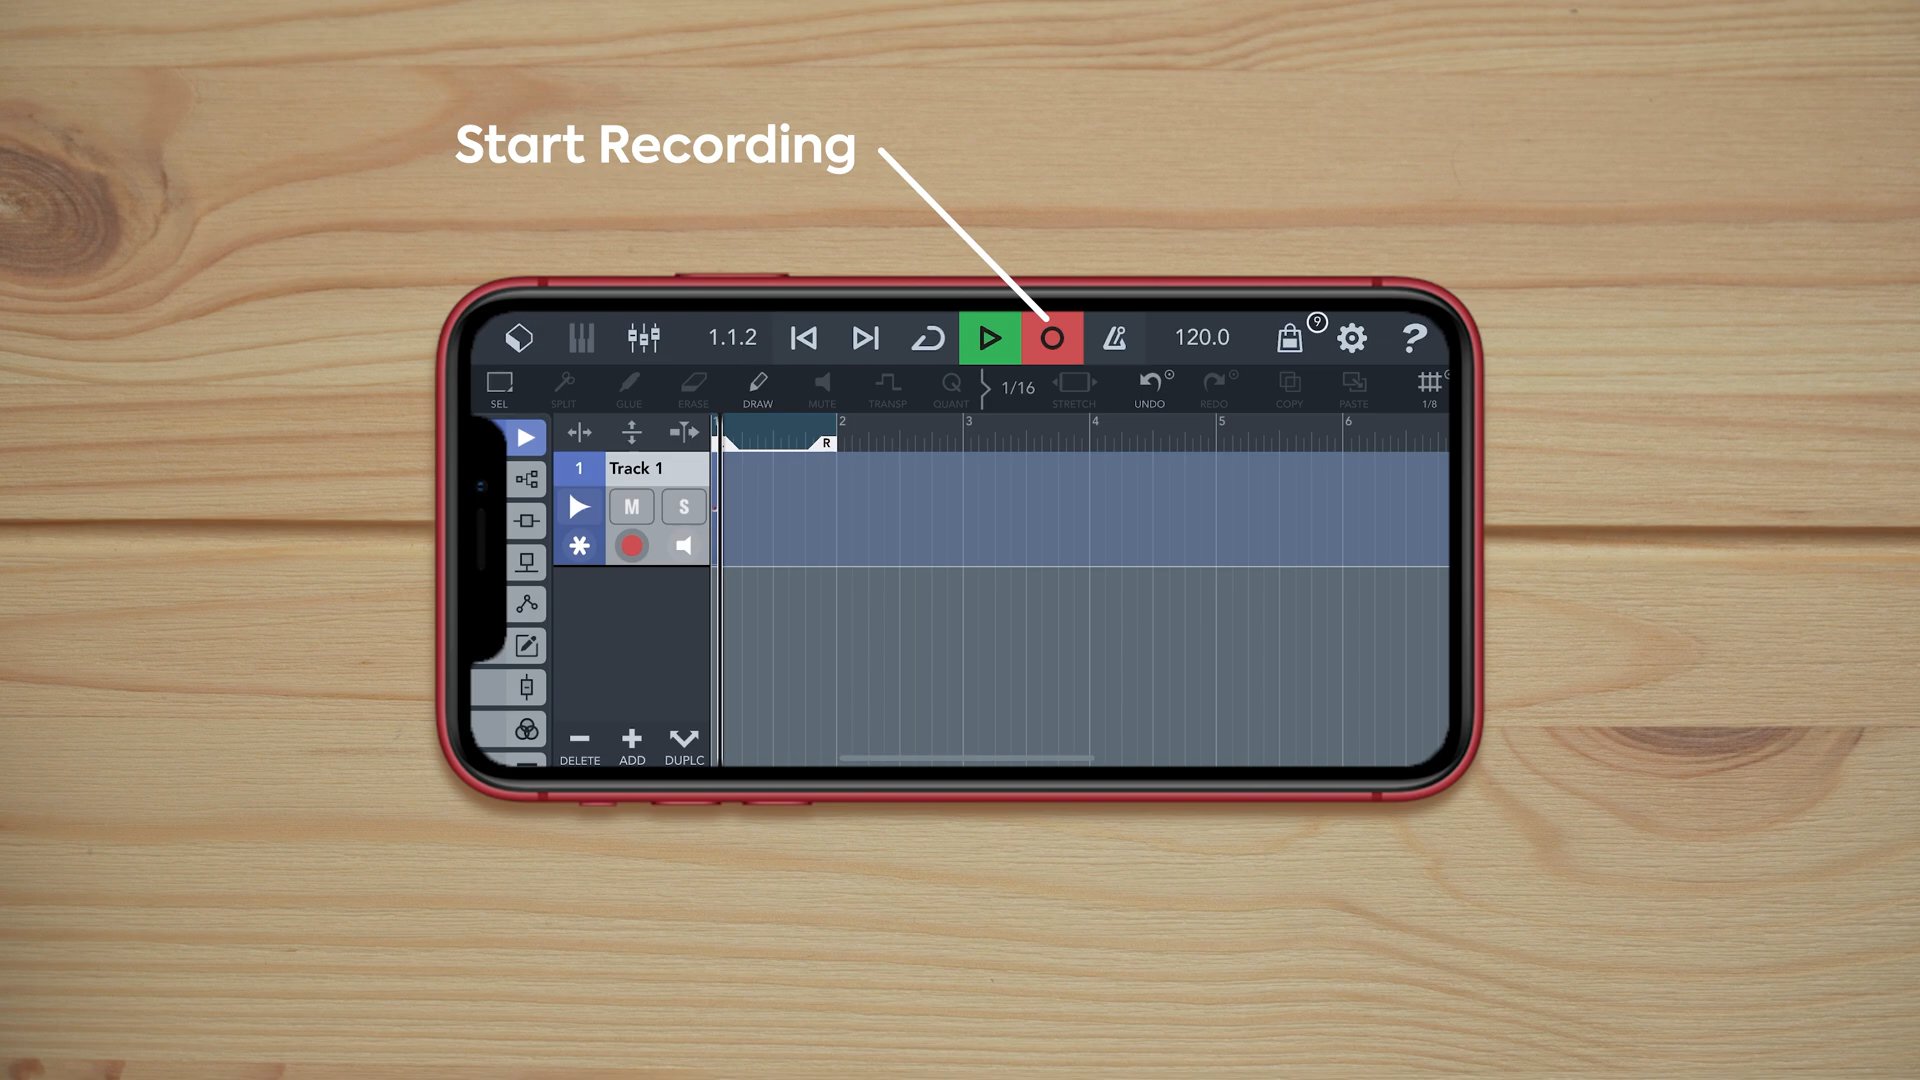 Start Recording
1.1.2
120.0
9
?
SEL
SPLIT
GLUE
ERASE
DRAW
MUTE
TRANSP
Q
QUANT
1/16
STRETCH
UNDO
REDO
COPY
PASTE
1/8
2
3
4
5
6
R
1
Track 1
M
S
DELETE
ADD
DUPLC